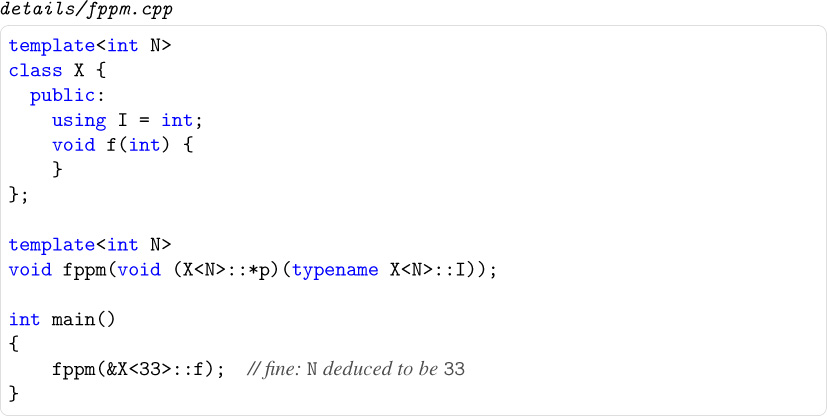 details/fppm.cpp
template<int N>
class X {
  public:
    using I = int;
    void f(int) {
    }
};

template<int N>
void fppm(void (X<N>::*p)(typename X<N>::I));

int main()
{
    fppm(&X<33>::f);  // fine: N deduced to be 33
}